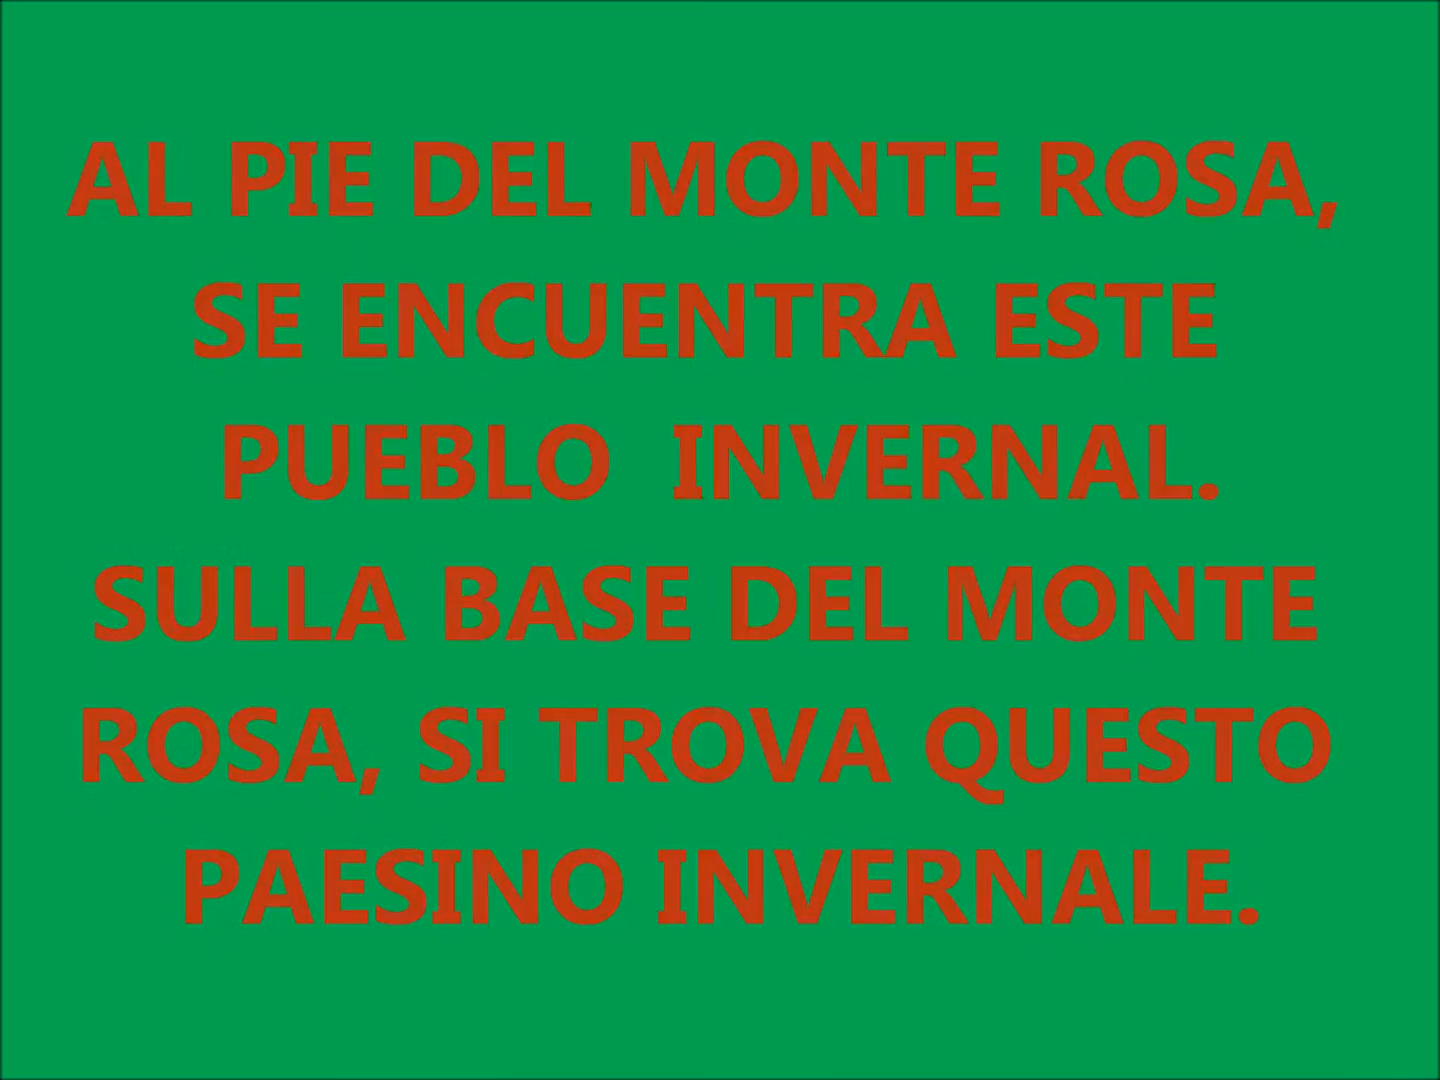 AL PIE DEL MONTE ROSA,
SE ENCUENTRA ESTE
PUEBLO  INVERNAL.
SULLA BASE DEL MONTE
ROSA, SI TROVA QUESTO
PAESINO INVERNALE.